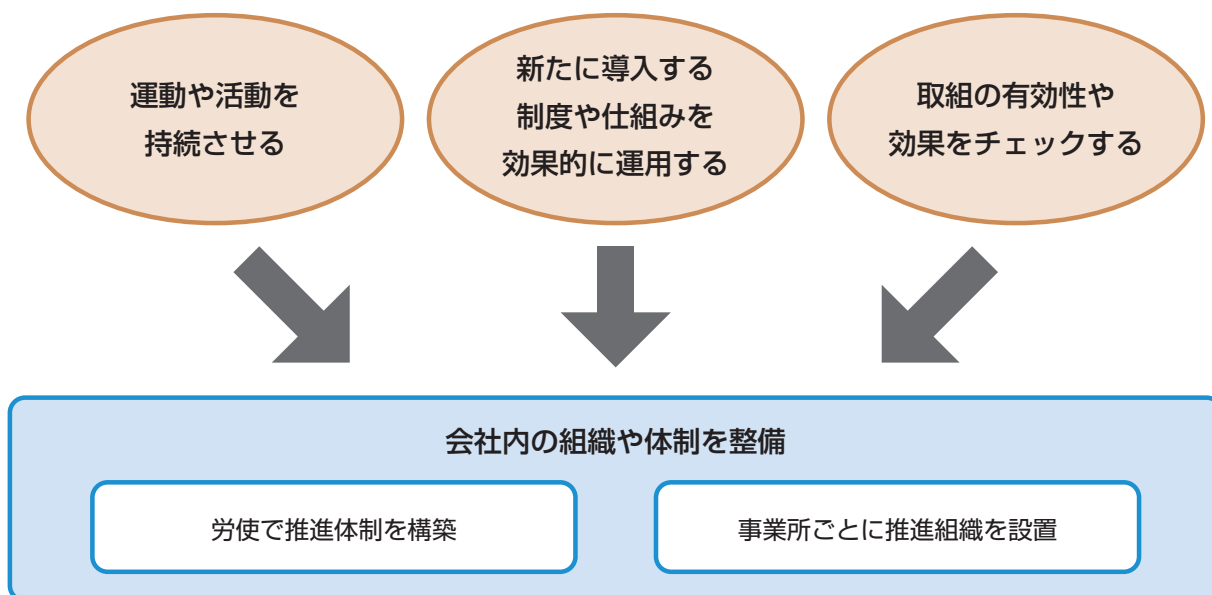 運動や活動を
持続させる
新たに導入する
制度や仕組みを
効果的に運用する
取組の有効性や
効果をチェックする
会社内の組織や体制を整備
労使で推進体制を構築
事業所ごとに推進組織を設置